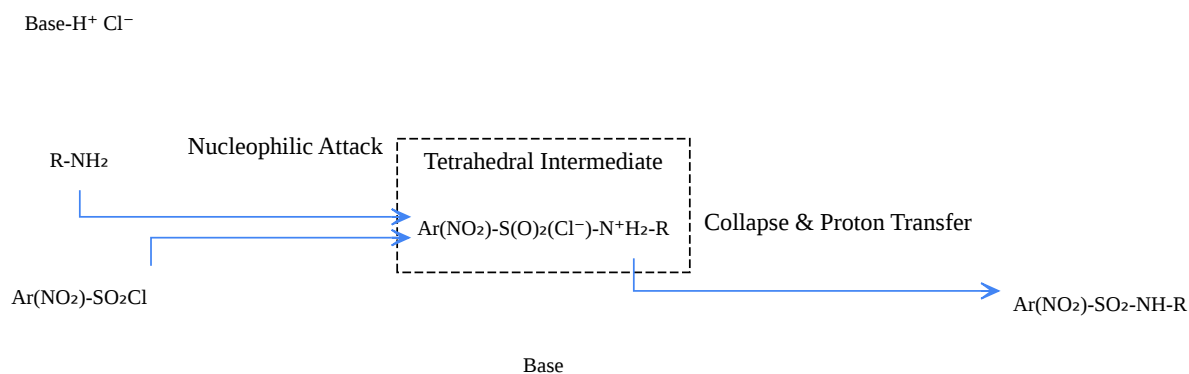 Base-H⁺ Cl⁻
Nucleophilic Attack
R-NH₂
Tetrahedral Intermediate
Ar(NO₂)-S(O)₂(Cl⁻)-N⁺H₂-R
Collapse & Proton Transfer
Ar(NO₂)-SO₂Cl
Ar(NO₂)-SO₂-NH-R
Base